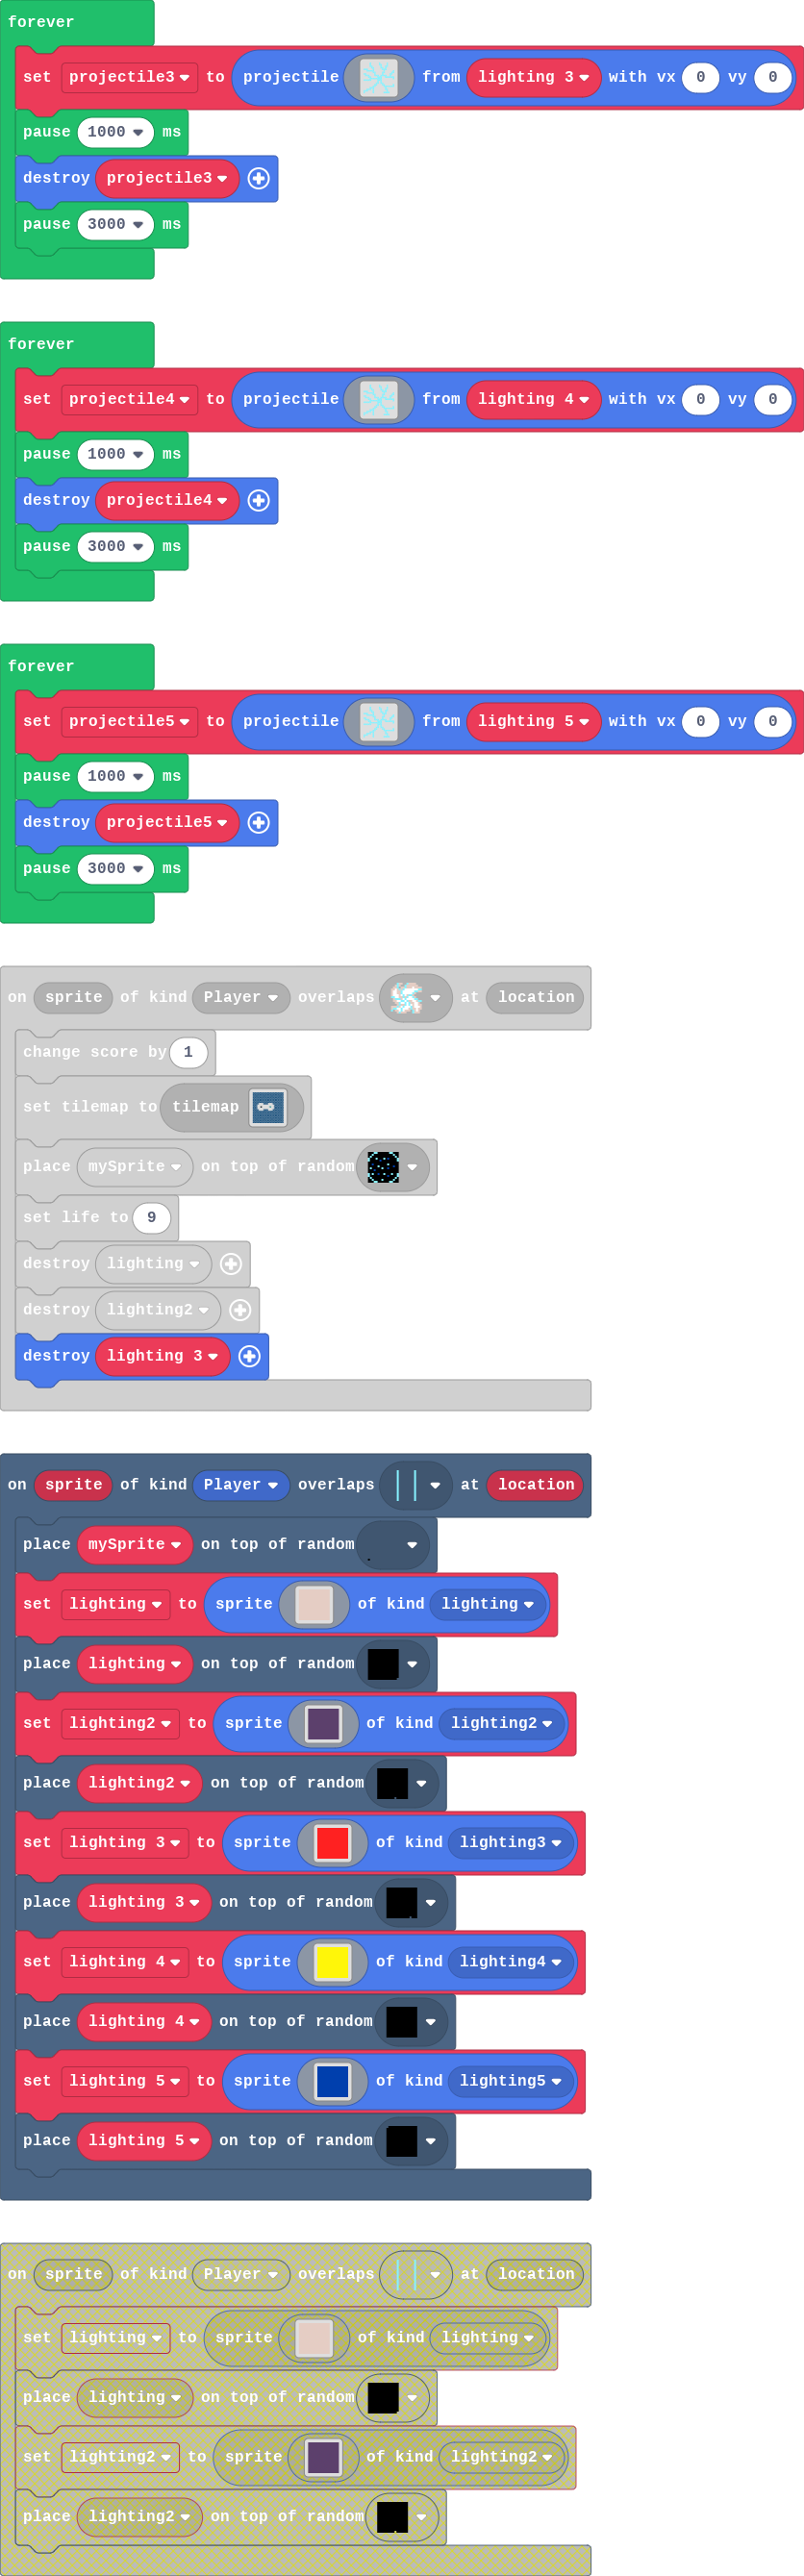 forever
set projectile3 to projectile from lighting 3 with vx 0 vy 0
pause 1000 ms
destroy projectile3
pause 3000 ms
forever
set projectile4 to projectile from lighting 4 with vx 0 vy 0
pause 1000 ms
destroy projectile4
pause 3000 ms
forever
set projectile5 to projectile from lighting 5 with vx 0 vy 0
pause 1000 ms
destroy projectile5
pause 3000 ms
on sprite of kind Player overlaps at location
change score by 1
set tilemap to tilemap
place mySprite on top of random
set life to 9
destroy lighting
destroy lighting2
destroy lighting 3
on sprite of kind Player overlaps at location
place mySprite on top of random
set lighting to sprite of kind lighting
place lighting on top of random
set lighting2 to sprite of kind lighting2
place lighting2 on top of random
set lighting 3 to sprite of kind lighting3
place lighting 3 on top of random
set lighting 4 to sprite of kind lighting4
place lighting 4 on top of random
set lighting 5 to sprite of kind lighting5
place lighting 5 on top of random
on sprite of kind Player overlaps at location
set lighting to sprite of kind lighting
place lighting on top of random
set lighting2 to sprite of kind lighting2
place lighting2 on top of random